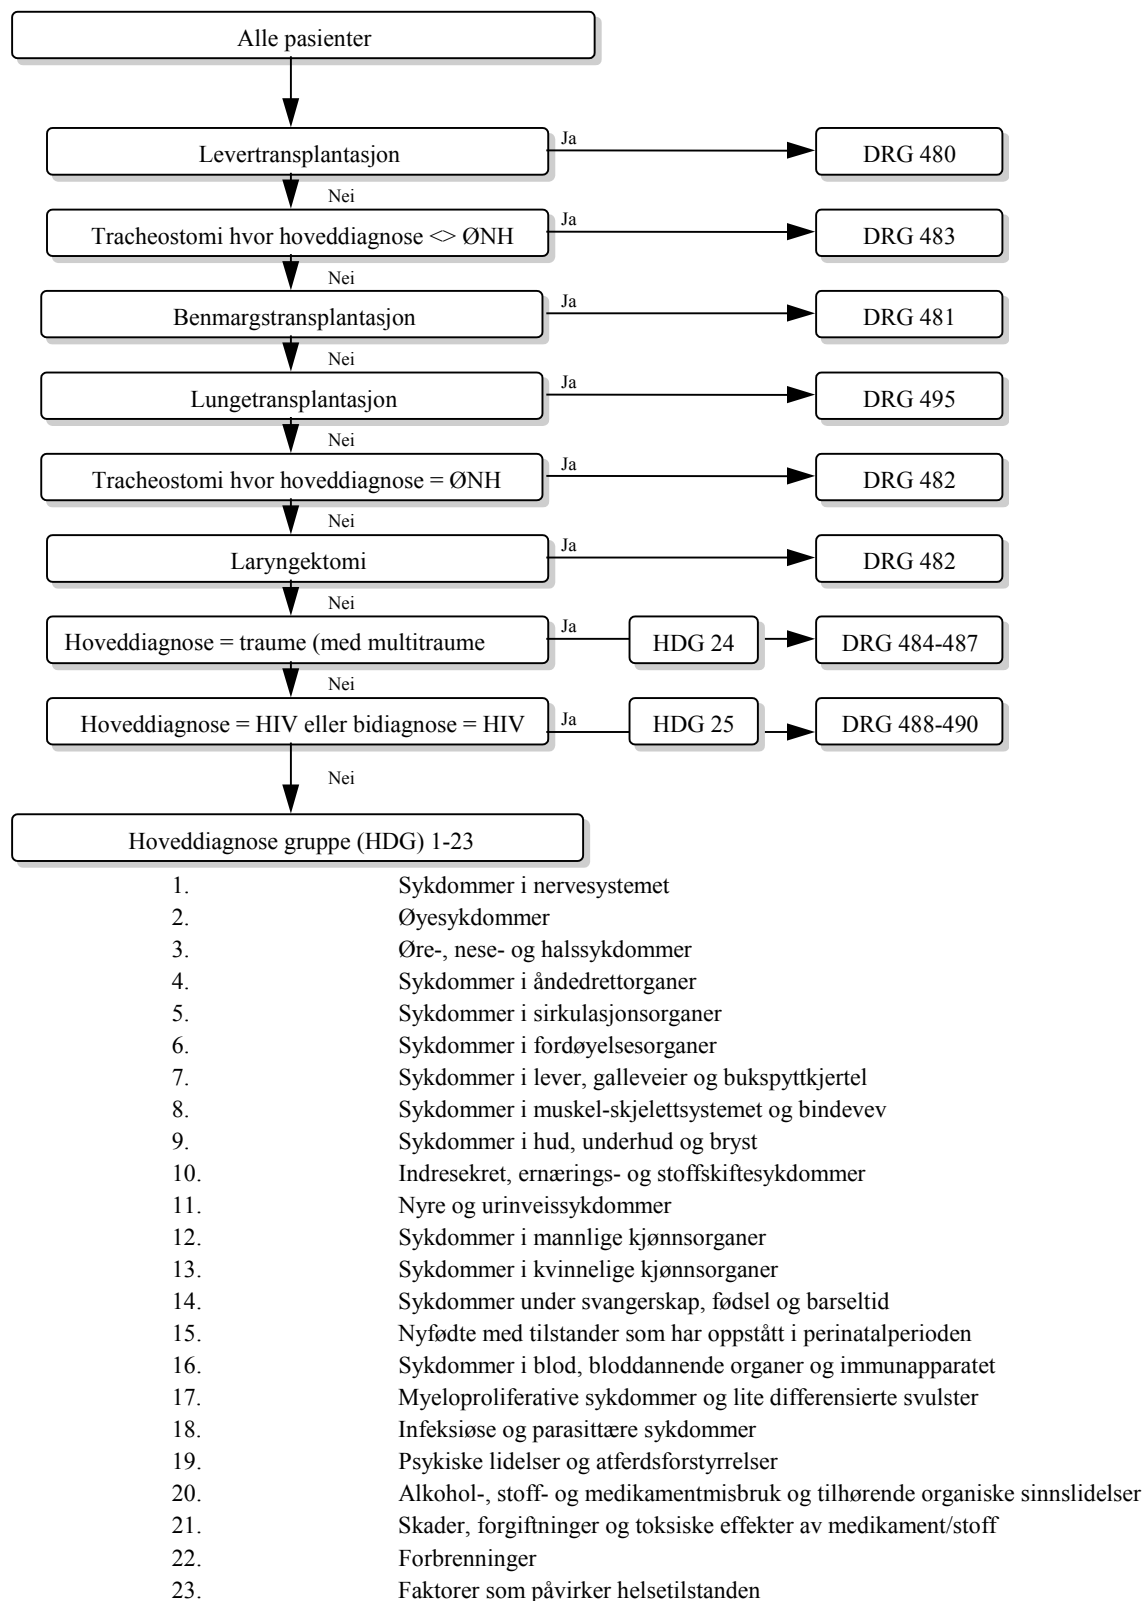 Alle pasienter
Levertransplantasjon
Ja
DRG 480
Nei
Tracheostomi hvor hoveddiagnose <> ØNH
Ja
DRG 483
Nei
Benmargstransplantasjon
Ja
DRG 481
Nei
Lungetransplantasjon
Ja
DRG 495
Nei
Tracheostomi hvor hoveddiagnose = ØNH
Ja
DRG 482
Nei
Laryngektomi
Ja
DRG 482
Nei
Hoveddiagnose = traume (med multitraume
Ja
HDG 24
DRG 484-487
Nei
Hoveddiagnose = HIV eller bidiagnose = HIV
Ja
HDG 25
DRG 488-490
Nei
Hoveddiagnose gruppe (HDG) 1-23
1. Sykdommer i nervesystemet
2. Øyesykdommer
3. Øre-, nese- og halssykdommer
4. Sykdommer i åndedrettorganer
5. Sykdommer i sirkulasjonsorganer
6. Sykdommer i fordøyelsesorganer
7. Sykdommer i lever, galleveier og bukspyttkjertel
8. Sykdommer i muskel-skjelettsystemet og bindevev
9. Sykdommer i hud, underhud og bryst
10. Indresekret, ernærings- og stoffskiftesykdommer
11. Nyre og urinveissykdommer
12. Sykdommer i mannlige kjønnsorganer
13. Sykdommer i kvinnelige kjønnsorganer
14. Sykdommer under svangerskap, fødsel og barseltid
15. Nyfødte med tilstander som har oppstått i perinatalperioden
16. Sykdommer i blod, bloddannende organer og immunapparatet
17. Myeloproliferative sykdommer og lite differensierte svulster
18. Infeksiøse og parasittære sykdommer
19. Psykiske lidelser og atferdsforstyrrelser
20. Alkohol-, stoff- og medikamentmisbruk og tilhørende organiske sinnslidelser
21. Skader, forgiftninger og toksiske effekter av medikament/stoff
22. Forbrenninger
23. Faktorer som påvirker helsetilstanden